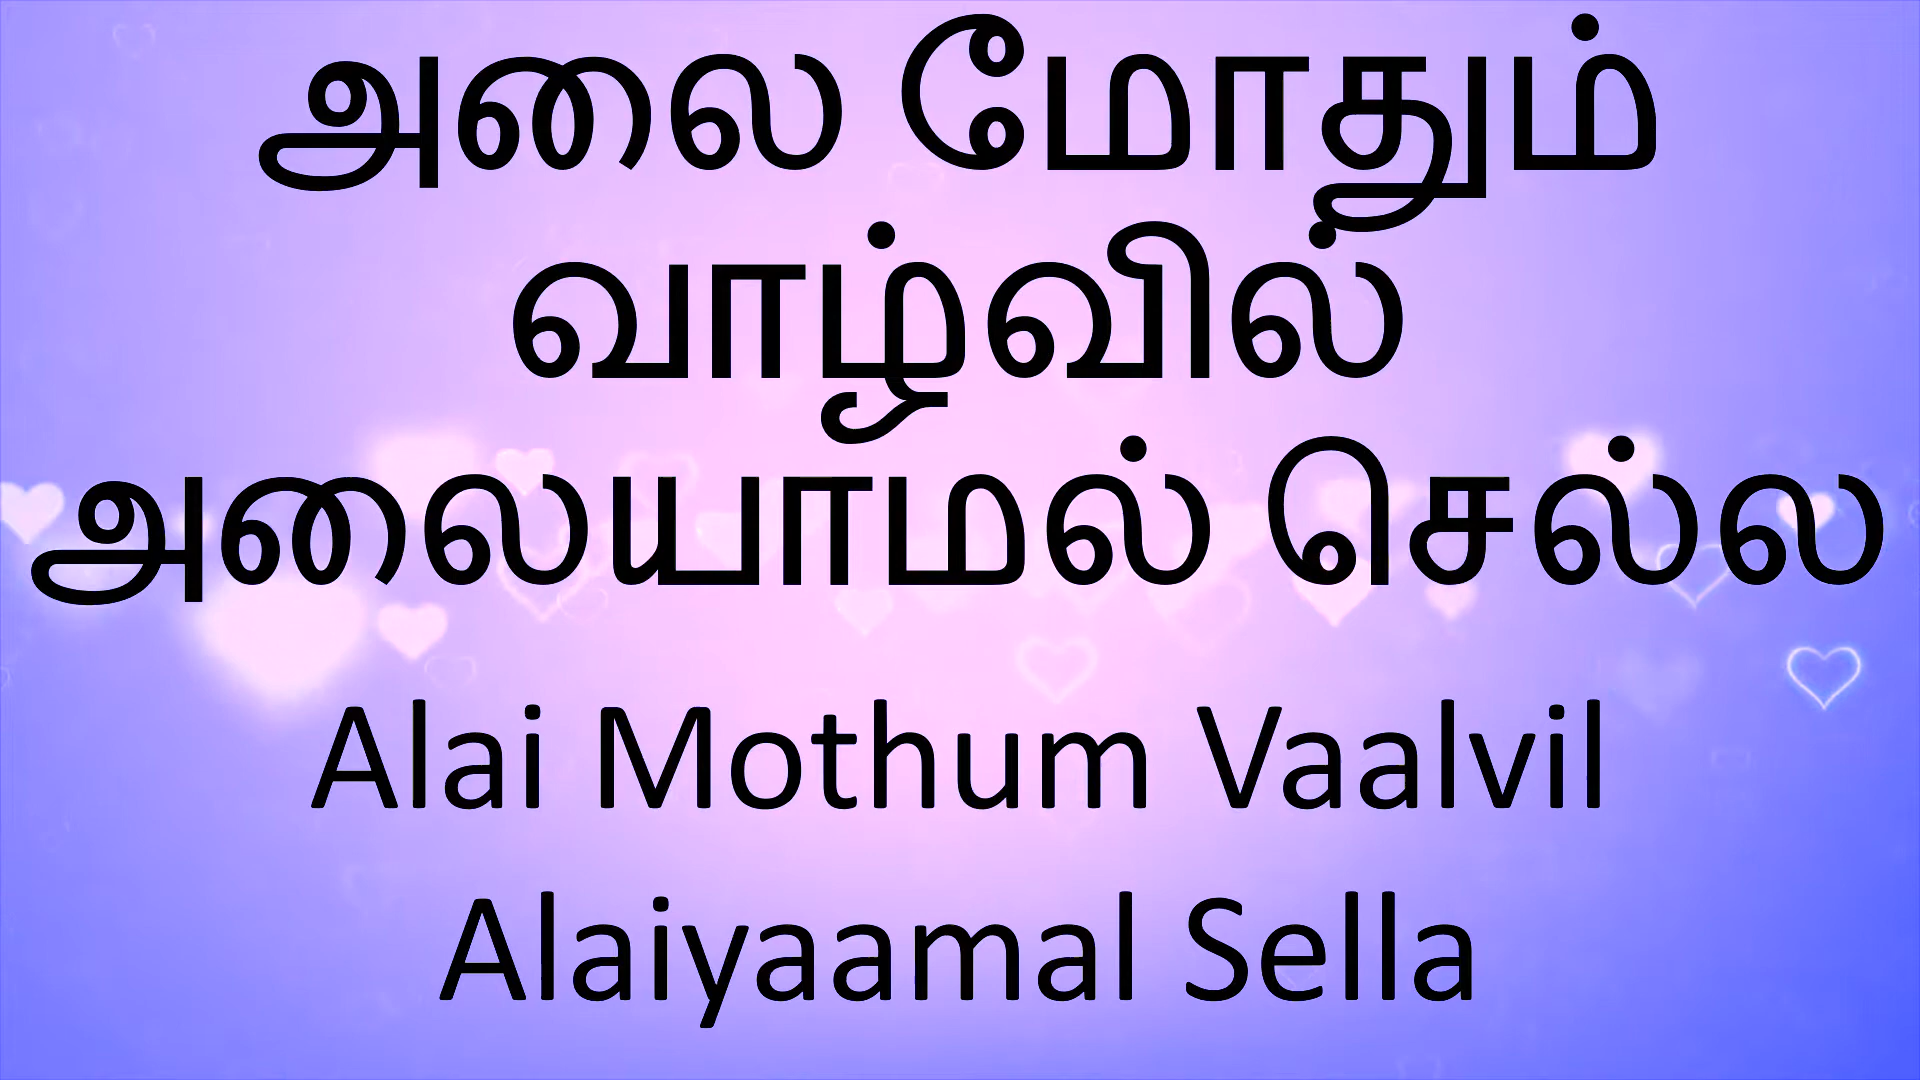 அலை மோதும்
வாழ்வில்
அலையாமல் செல்ல
Alai Mothum Vaalvil
Alaiyaamal Sella